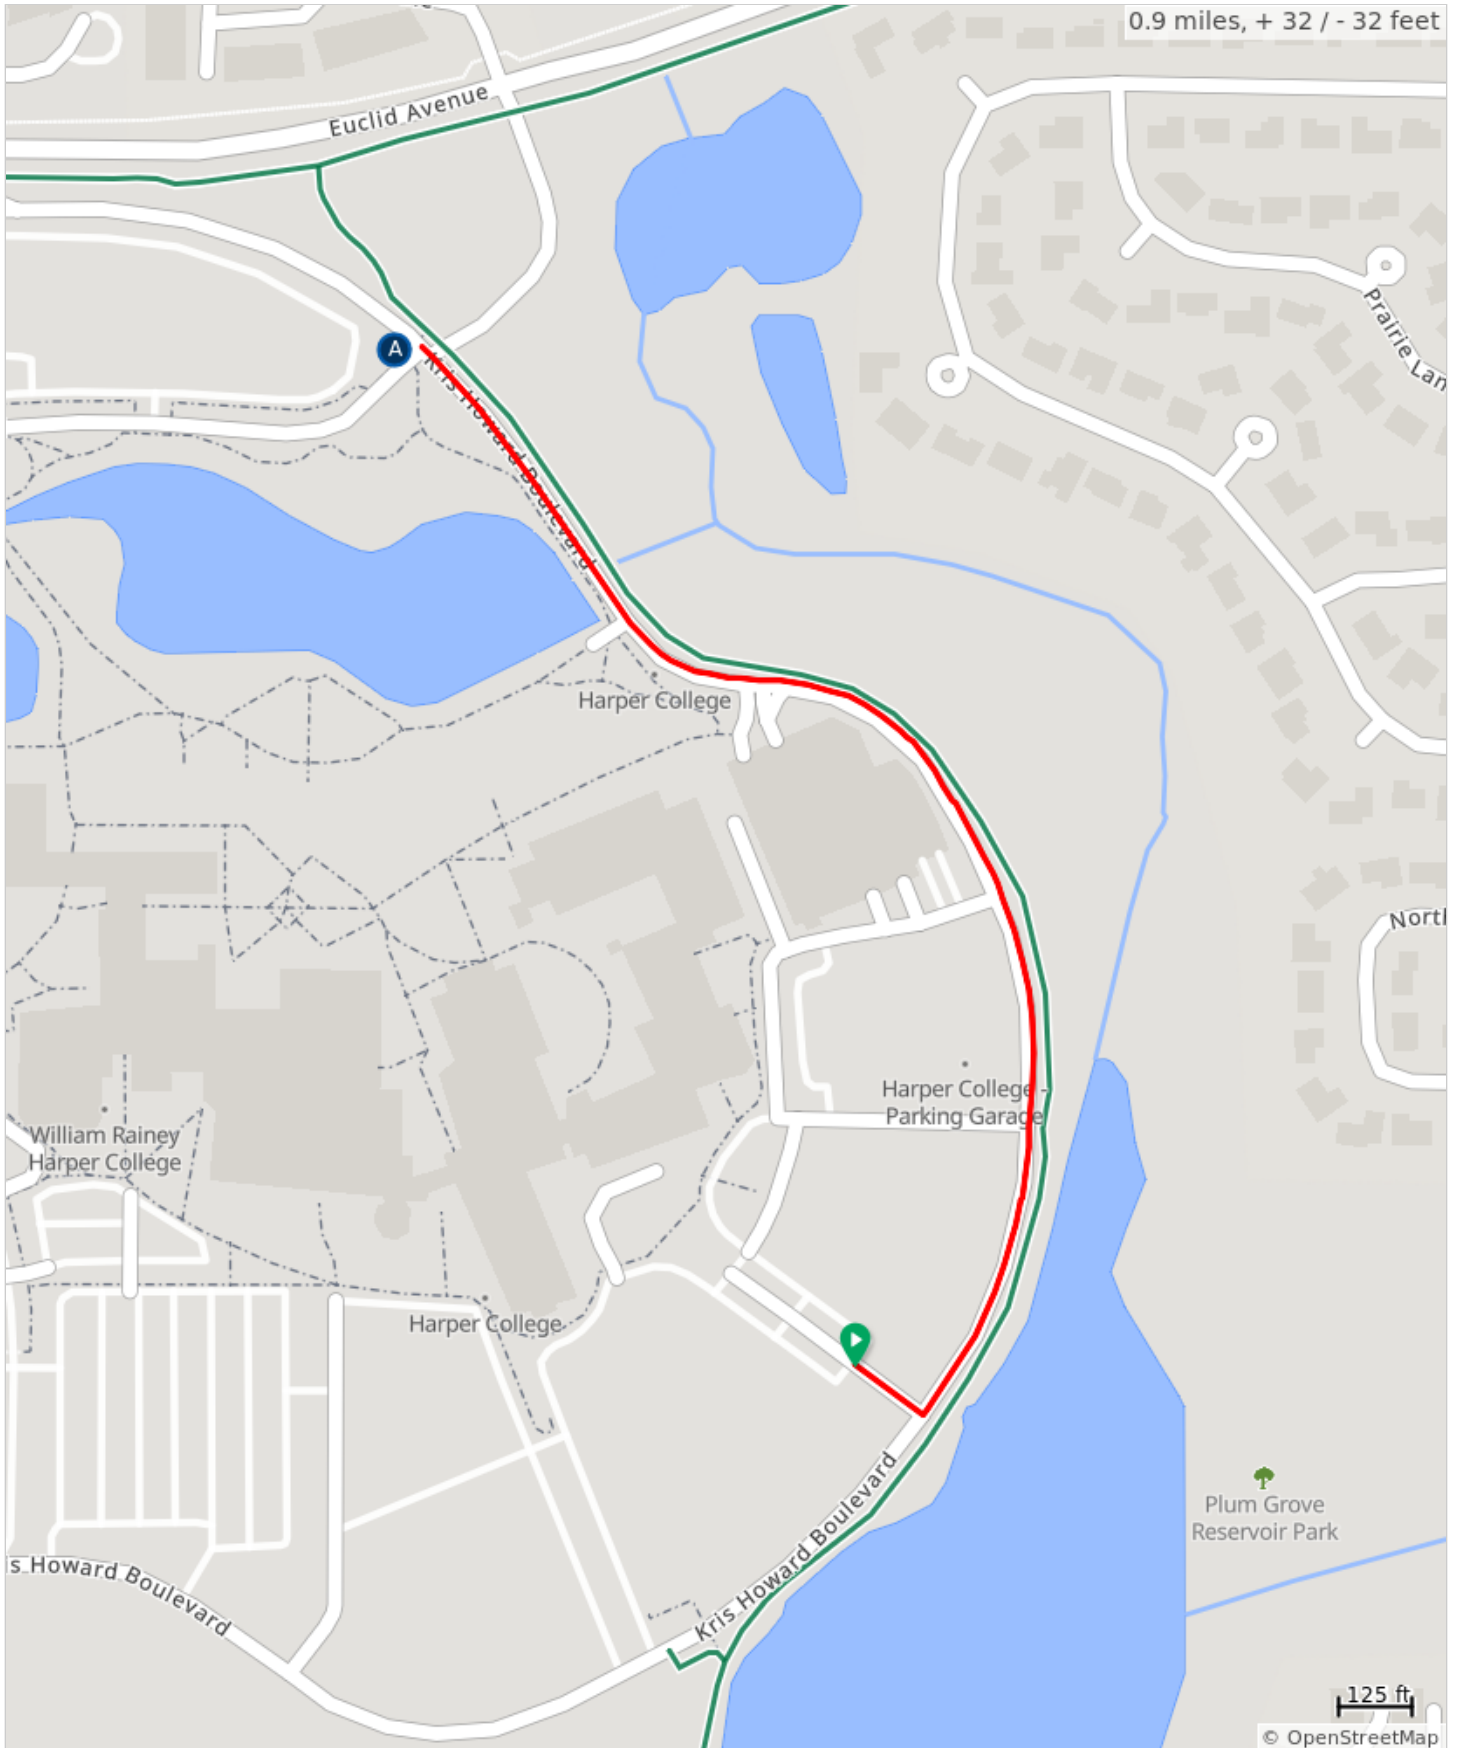 0.9 miles, + 32 / - 32 feet
Euclid Avenue
Prairie Lan
A
Kris Howard Boulevard
Harper College
North
Harper College -
Parking Garage
William Rainey
Harper College
Harper College
Plum Grove
Reservoir Park
Kris Howard Boulevard
is Howard Boulevard
125 ft
© OpenStreetMap